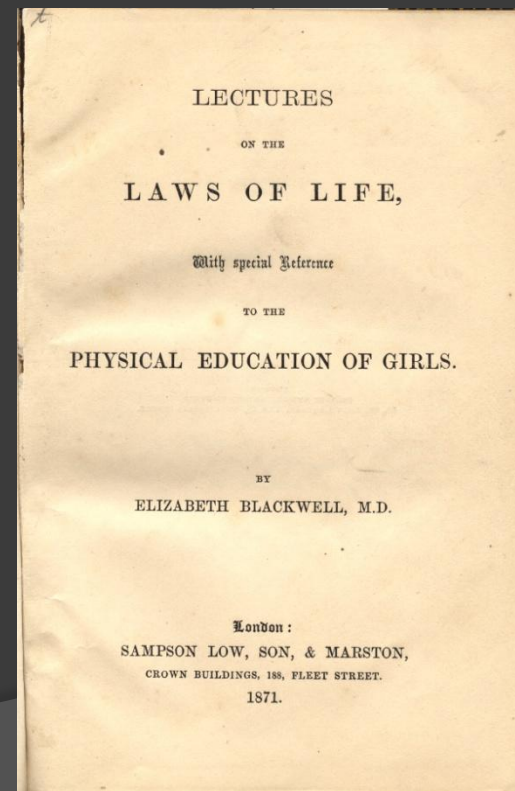 LECTURES
ON THE
LAWS OF LIFE,
With special Reference
TO THE
PHYSICAL EDUCATION OF GIRLS.
BY
ELIZABETH BLACKWELL, M.D.
London :
SAMPSON LOW, SON, & MARSTON,
CROWN BUILDINGS, 188, FLEET STREET.
1871.